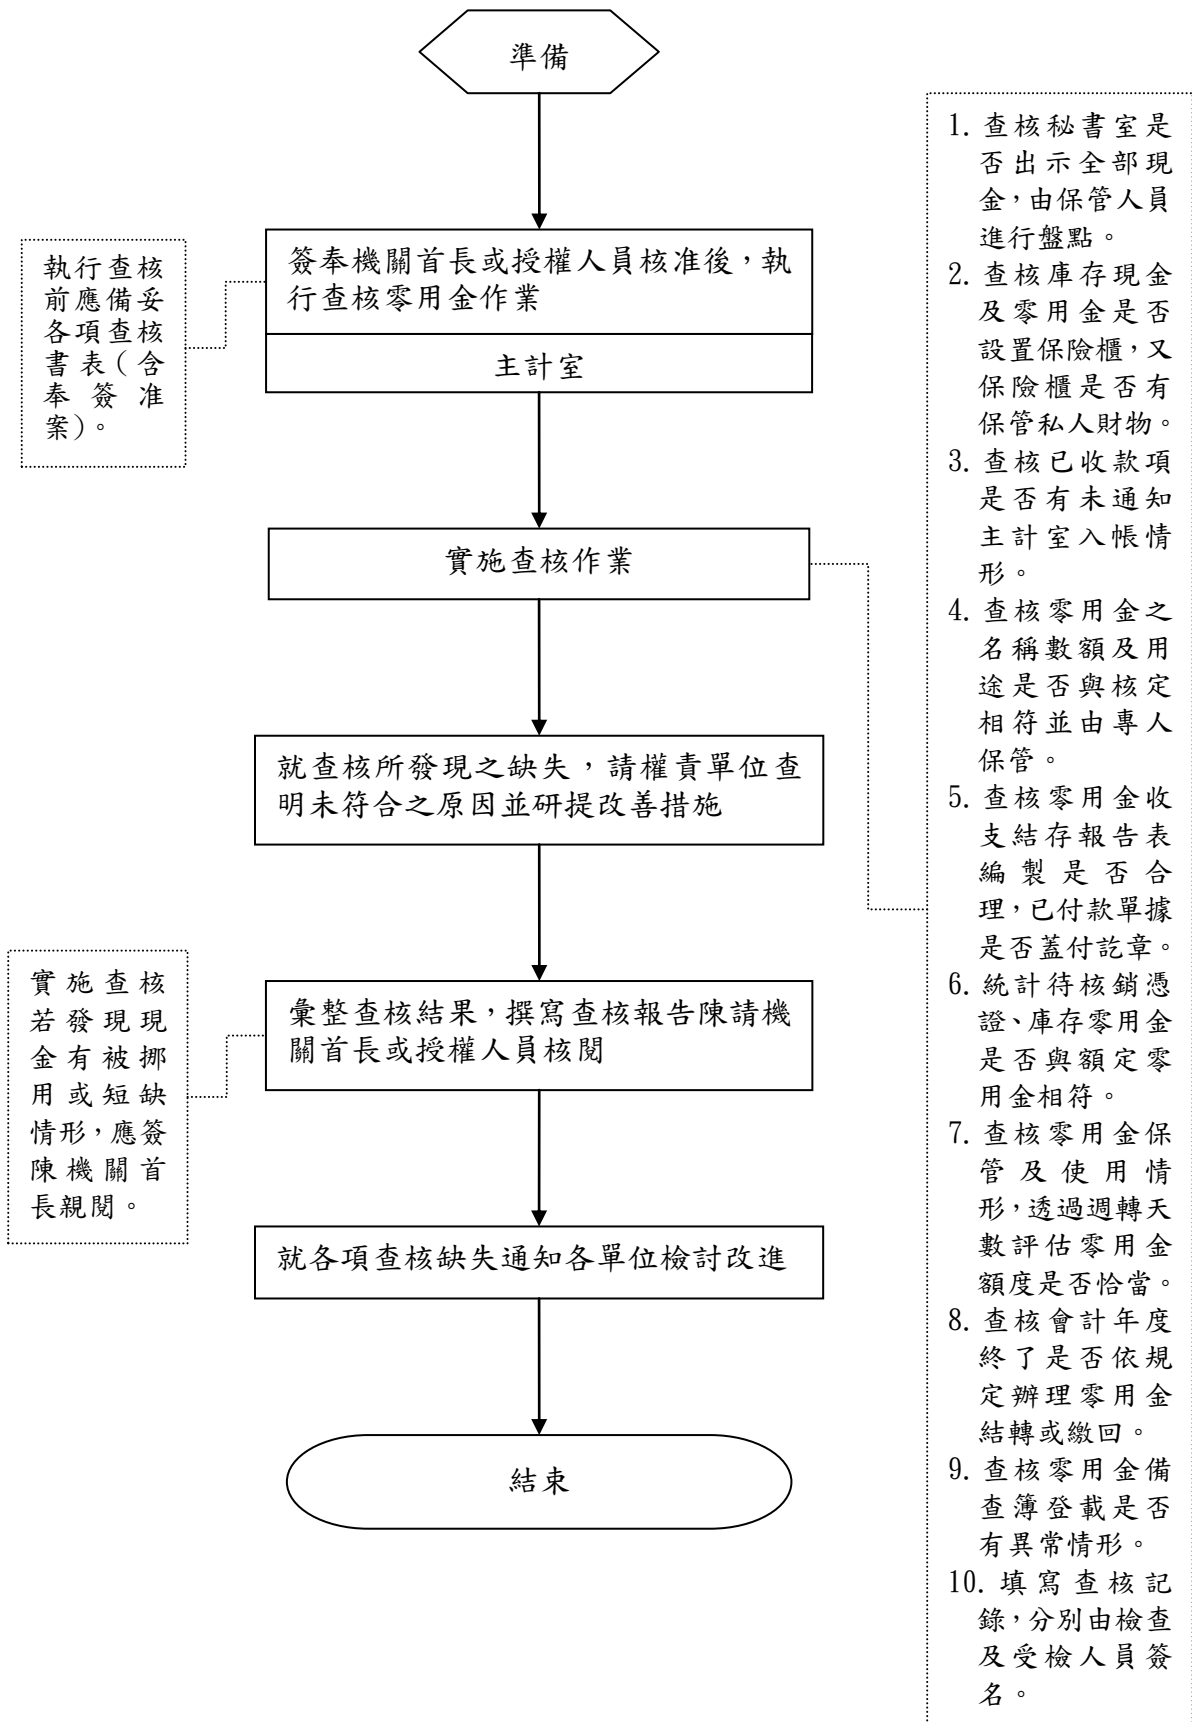 準備
執行查核
前應備妥
各項查核
書表（含
奉簽准
案）。
簽奉機關首長或授權人員核准後，執
行查核零用金作業
主計室
實施查核作業
就查核所發現之缺失，請權責單位查
明未符合之原因並研提改善措施
實施查核
若發現現
金有被挪
用或短缺
情形，應簽
陳機關首
長親閱。
彙整查核結果，撰寫查核報告陳請機
關首長或授權人員核閱
就各項查核缺失通知各單位檢討改進
結束
1. 查核秘書室是
否出示全部現
金，由保管人員
進行盤點。
2. 查核庫存現金
及零用金是否
設置保險櫃，又
保險櫃是否有
保管私人財物。
3. 查核已收款項
是否有未通知
主計室入帳情
形。
4. 查核零用金之
名稱數額及用
途是否與核定
相符並由專人
保管。
5. 查核零用金收
支結存報告表
編製是否合
理，已付款單據
是否蓋付訖章。
6. 統計待核銷憑
證、庫存零用金
是否與額定零
用金相符。
7. 查核零用金保
管及使用情
形，透過週轉天
數評估零用金
額度是否恰當。
8. 查核會計年度
終了是否依規
定辦理零用金
結轉或繳回。
9. 查核零用金備
查簿登載是否
有異常情形。
10. 填寫查核記
錄，分別由檢查
及受檢人員簽
名。